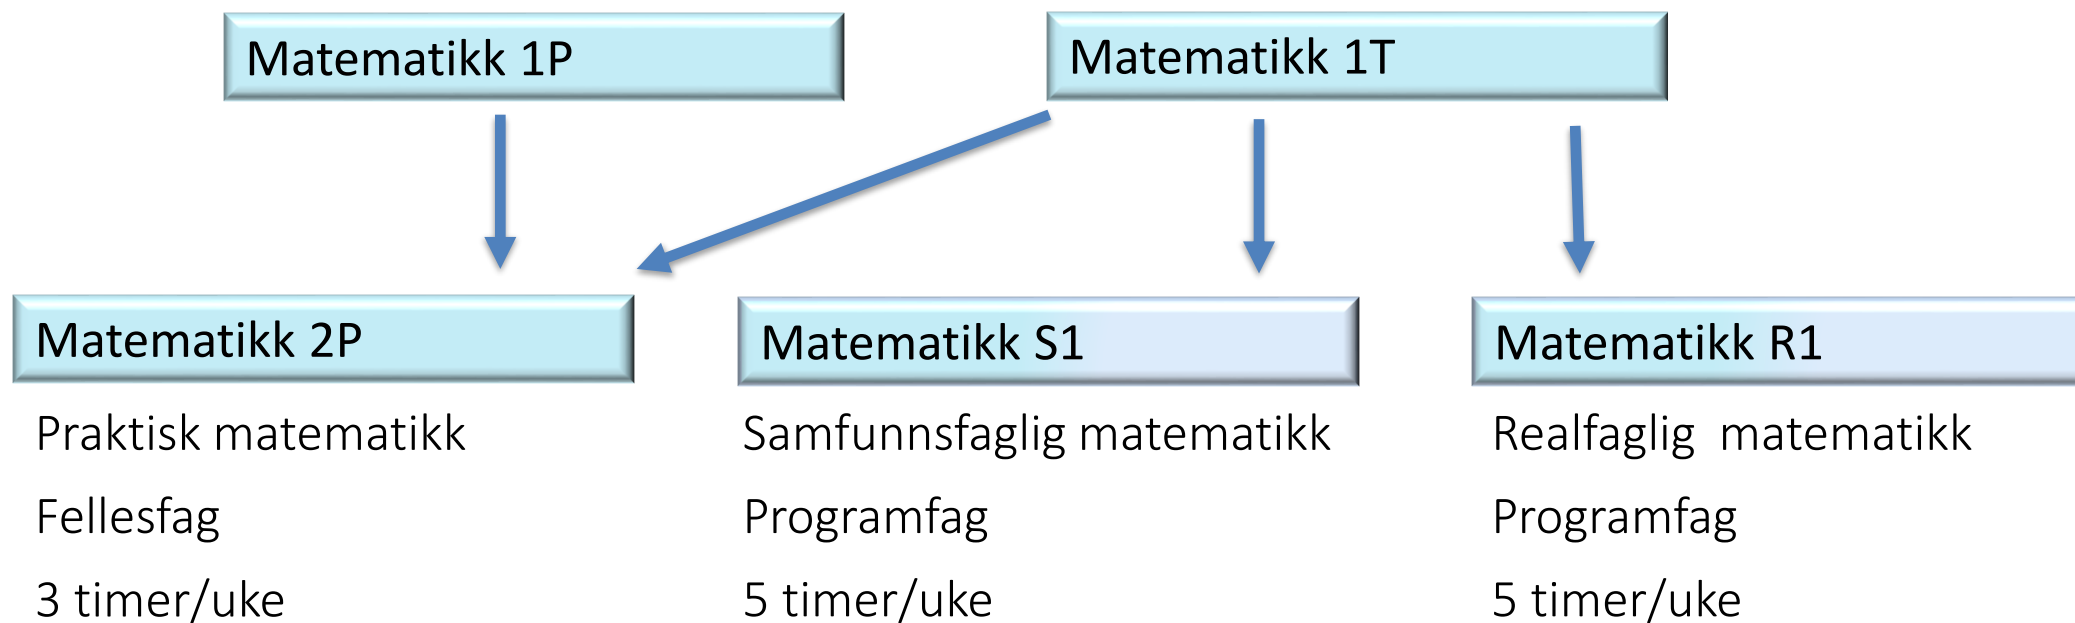 Matematikk 1P
Matematikk 1T
Matematikk 2P
Praktisk matematikk
Fellesfag
3 timer/uke
Matematikk S1
Samfunnsfaglig matematikk
Programfag
5 timer/uke
Matematikk R1
Realfaglig  matematikk
Programfag
5 timer/uke